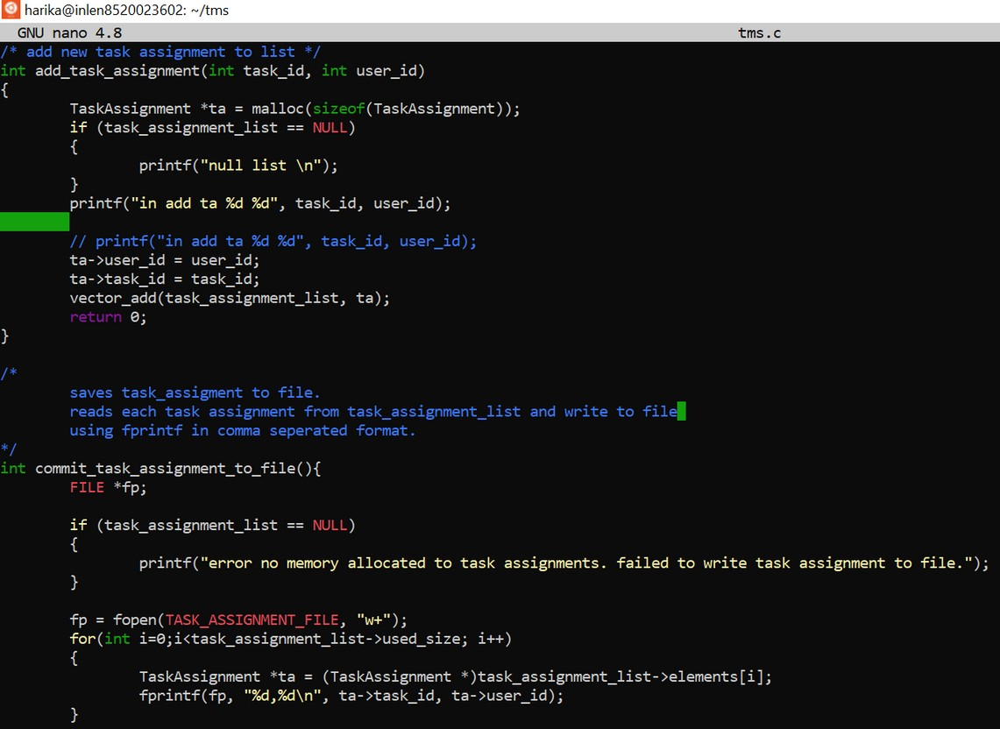 harika@inlen8520023602: ~/tms
GNU nano 4.8 tms.c
/* add new task assignment to list */
int add_task_assignment(int task_id, int user_id)
{
        TaskAssignment *ta = malloc(sizeof(TaskAssignment));
        if (task_assignment_list == NULL)
        {
                printf("null list \n");
        }
        printf("in add ta %d %d", task_id, user_id);
        // printf("in add ta %d %d", task_id, user_id);
        ta->user_id = user_id;
        ta->task_id = task_id;
        vector_add(task_assignment_list, ta);
        return 0;
}
/*
        saves task_assigment to file.
        reads each task assignment from task_assignment_list and write to file
        using fprintf in comma seperated format.
*/
int commit_task_assignment_to_file(){
        FILE *fp;
        if (task_assignment_list == NULL)
        {
                printf("error no memory allocated to task assignments. failed to write task assignment to file.");
        }
        fp = fopen(TASK_ASSIGNMENT_FILE, "w+");
        for(int i=0;i<task_assignment_list->used_size; i++)
        {
                TaskAssignment *ta = (TaskAssignment *)task_assignment_list->elements[i];
                fprintf(fp, "%d,%d\n", ta->task_id, ta->user_id);
        }